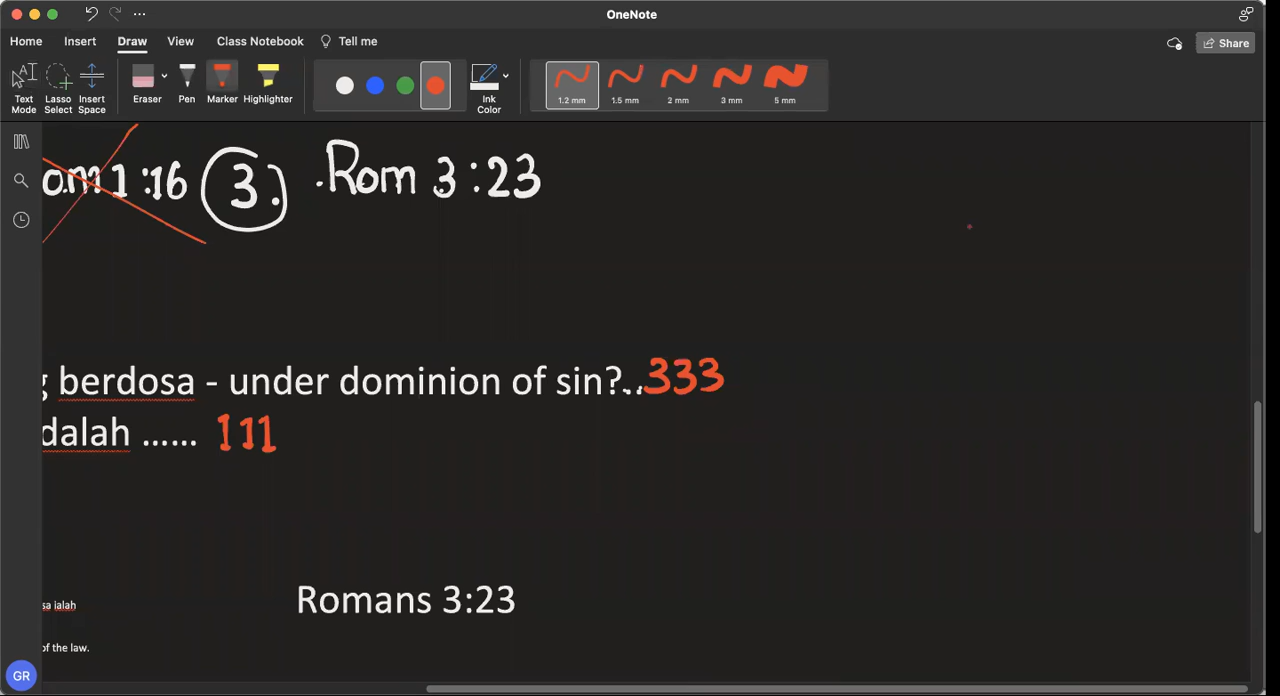 OneNote
Home Insert Draw View Class Notebook Tell me
Share
Text Mode
Lasso Select
Insert Space
Eraser
Pen
Marker
Highlighter
Ink Color
1.2 mm
1.5 mm
2 mm
3 mm
5 mm
om 1:16 3. . Rom 3:23
g berdosa - under dominion of sin?... 333
dalah ...... 111
Romans 3:23
sa ialah
of the law.
GR